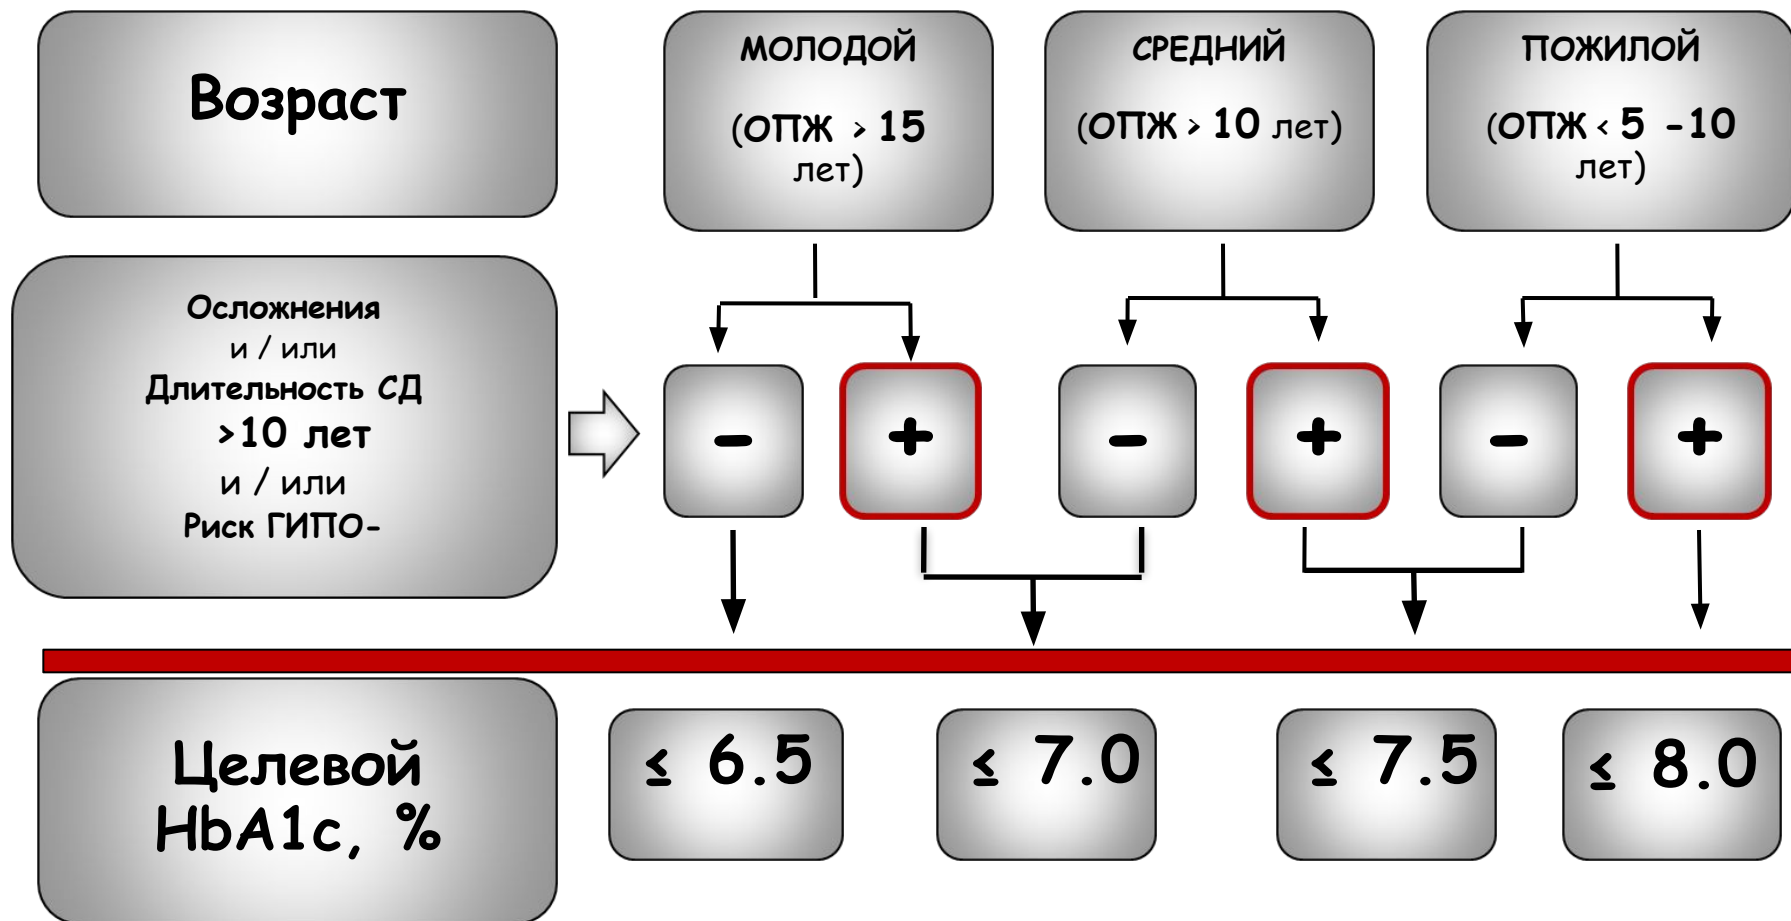 Возраст
МОЛОДОЙ
(ОПЖ > 15
лет)
СРЕДНИЙ
(ОПЖ > 10 лет)
ПОЖИЛОЙ
(ОПЖ < 5 -10
лет)
Осложнения
и / или
Длительность СД
>10 лет
и / или
Риск ГИПО-
-
+
-
+
-
+
Целевой
HbA1c, %
≤ 6.5
≤ 7.0
≤ 7.5
≤ 8.0